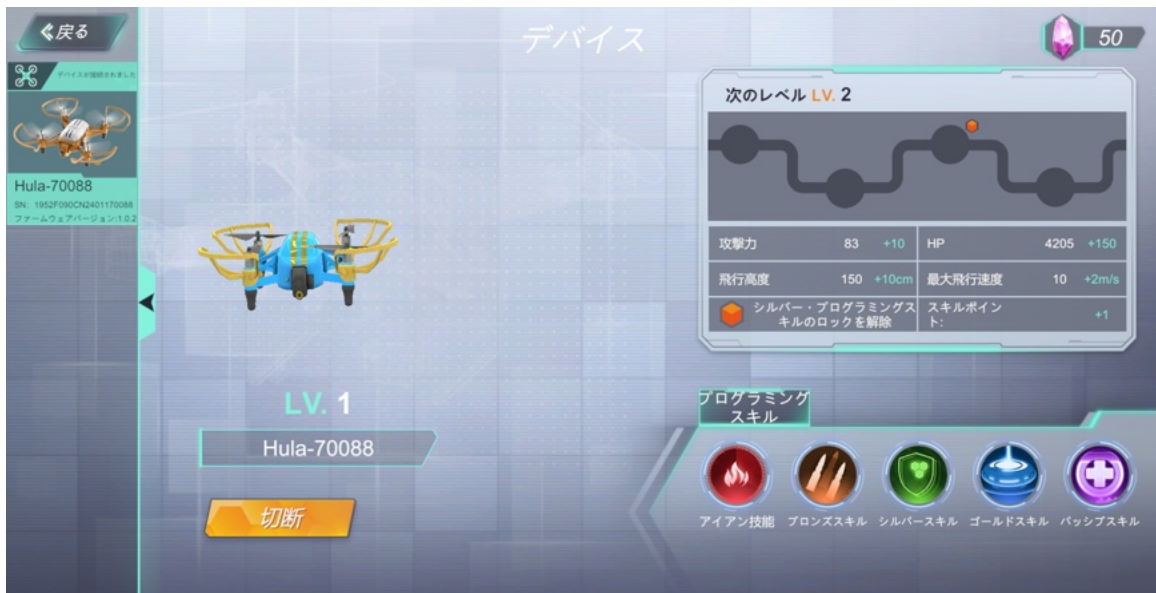 戻る
デバイス
50
デバイスが接続されました
Hula-70088
SN: 1952F090CN2401170088
ファームウェアバージョン:1.0.2
次のレベル LV. 2
攻撃力 83 +10 HP 4205 +150
飛行高度 150 +10cm 最大飛行速度 10 +2m/s
シルバー・プログラミングス
キルのロックを解除
スキルポイン
ト: +1
LV. 1
Hula-70088
切断
プログラミング
スキル
アイアン技能 ブロンズスキル シルバースキル ゴールドスキル パッシブスキル